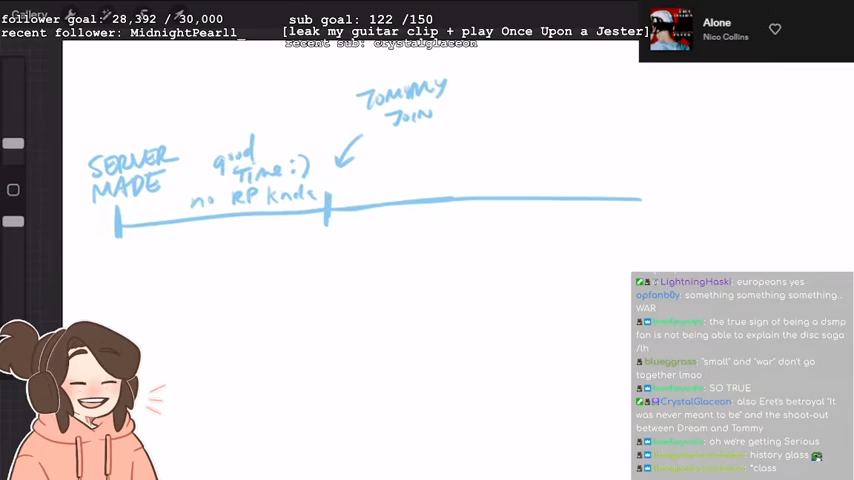 Gallery
follower goal: 28,392 / 30,000
recent follower: MidnightPearll_
sub goal: 122 /150
[leak my guitar clip + play Once Upon a Jester]
recent sub: crystalglaceon
Alone
Nico Collins
TOMMY
JOIN
SERVER
MADE
good
time :)
no RP knda
LightningHaski: europeans yes
opfanb0y: something something something..
WAR
: the true sign of being a dsmp
fan is not being able to explain the disc saga
/lh
blueggrass: "small" and "war" don't go
together lmao
: SO TRUE
CrystalGlaceon: also Eret's betrayal "It
was never meant to be" and the shoot-out
between Dream and Tommy
: oh we're getting Serious
: history glass
: *class